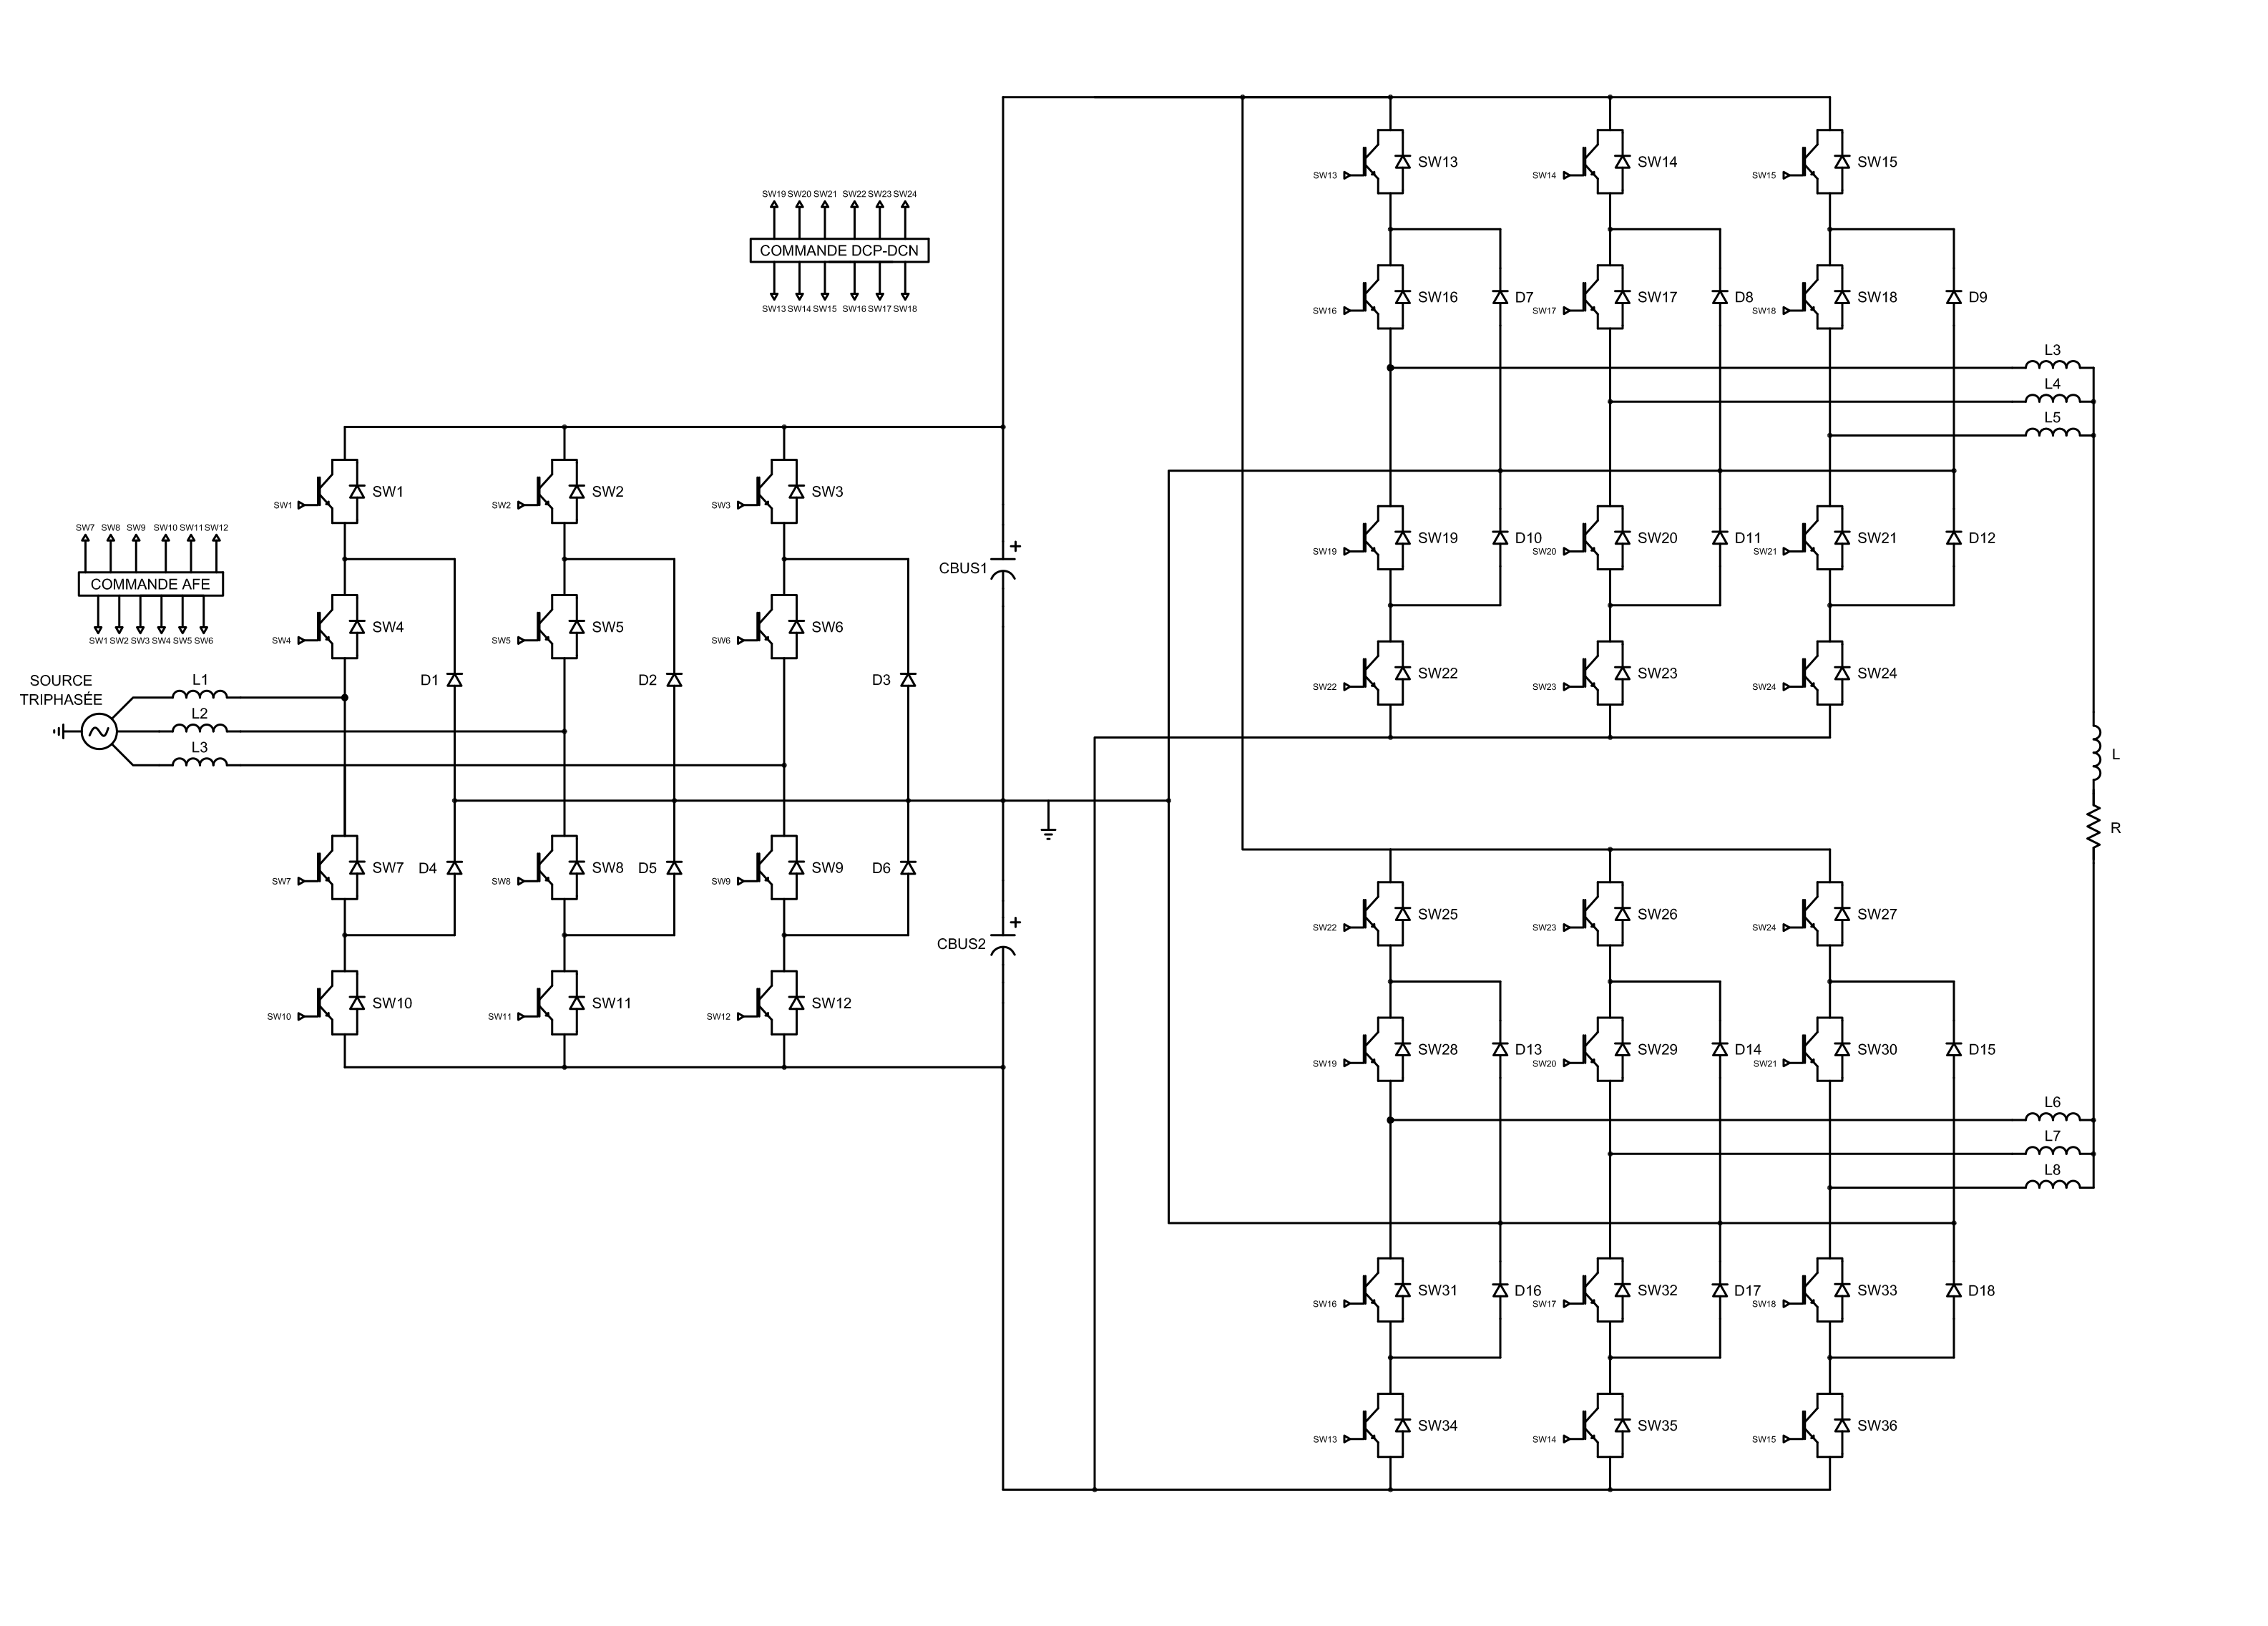 SW13
SW13
SW14
SW14
SW15
SW15
SW19 SW20 SW21 SW22 SW23 SW24
COMMANDE DCP-DCN
SW13 SW14 SW15 SW16 SW17 SW18
SW16
SW16
D7
SW17
SW17
D8
SW18
SW18
D9
L3
L4
L5
SW1
SW1
SW2
SW2
SW3
SW3
SW7 SW8 SW9 SW10 SW11 SW12
COMMANDE AFE
SW1 SW2 SW3 SW4 SW5 SW6
+
CBUS1
SW19
SW19
D10
SW20
SW20
D11
SW21
SW21
D12
SW4
SW4
SW5
SW5
SW6
SW6
SW22
SW22
SW23
SW23
SW24
SW24
SOURCE
TRIPHASÉE
L1
L2
L3
D1
D2
D3
L
R
SW7
SW7
D4
SW8
SW8
D5
SW9
SW9
D6
+
CBUS2
SW22
SW25
SW23
SW26
SW24
SW27
SW10
SW10
SW11
SW11
SW12
SW12
SW19
SW28
D13
SW20
SW29
D14
SW21
SW30
D15
L6
L7
L8
SW16
SW31
D16
SW17
SW32
D17
SW18
SW33
D18
SW13
SW34
SW14
SW35
SW15
SW36